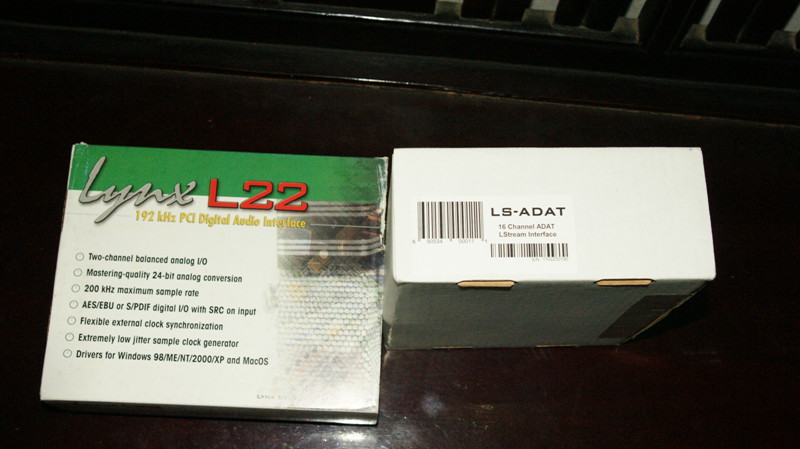 Lynx L22
192 kHz PCI Digital Audio Interface
Two-channel balanced analog I/O
Mastering-quality 24-bit analog conversion
200 kHz maximum sample rate
AES/EBU or S/PDIF digital I/O with SRC on input
Flexible external clock synchronization
Extremely low jitter sample clock generator
Drivers for Windows 98/ME/NT/2000/XP and MacOS
LS-ADAT
16 Channel ADAT
LStream Interface